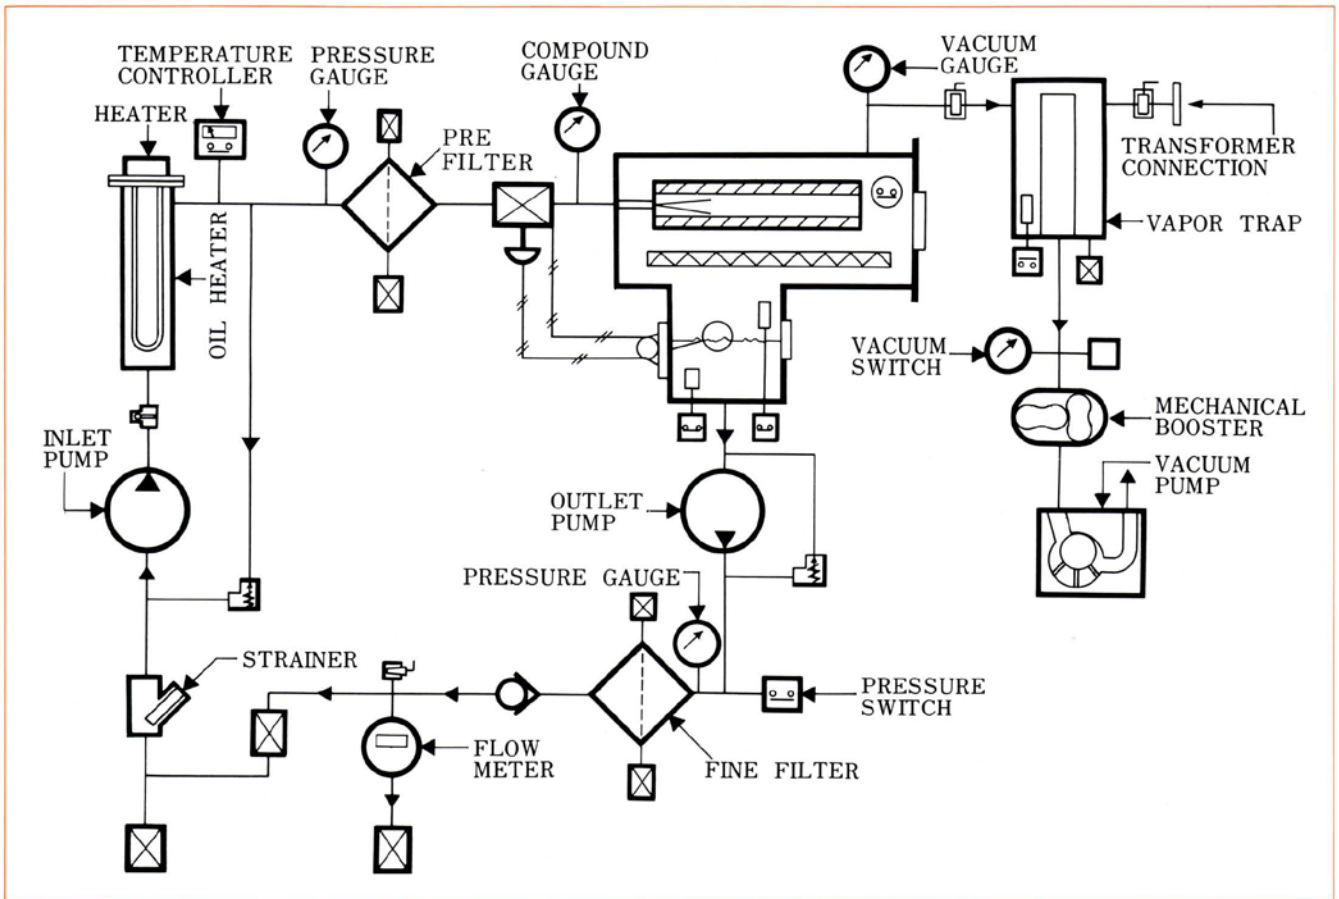 TEMPERATURE
CONTROLLER
PRESSURE
GAUGE
COMPOUND
GAUGE
VACUUM
GAUGE
HEATER
PRE
FILTER
TRANSFORMER
CONNECTION
VAPOR TRAP
OIL HEATER
VACUUM
SWITCH
MECHANICAL
BOOSTER
INLET
PUMP
VACUUM
PUMP
OUTLET
PUMP
PRESSURE GAUGE
STRAINER
PRESSURE
SWITCH
FLOW
METER
FINE FILTER